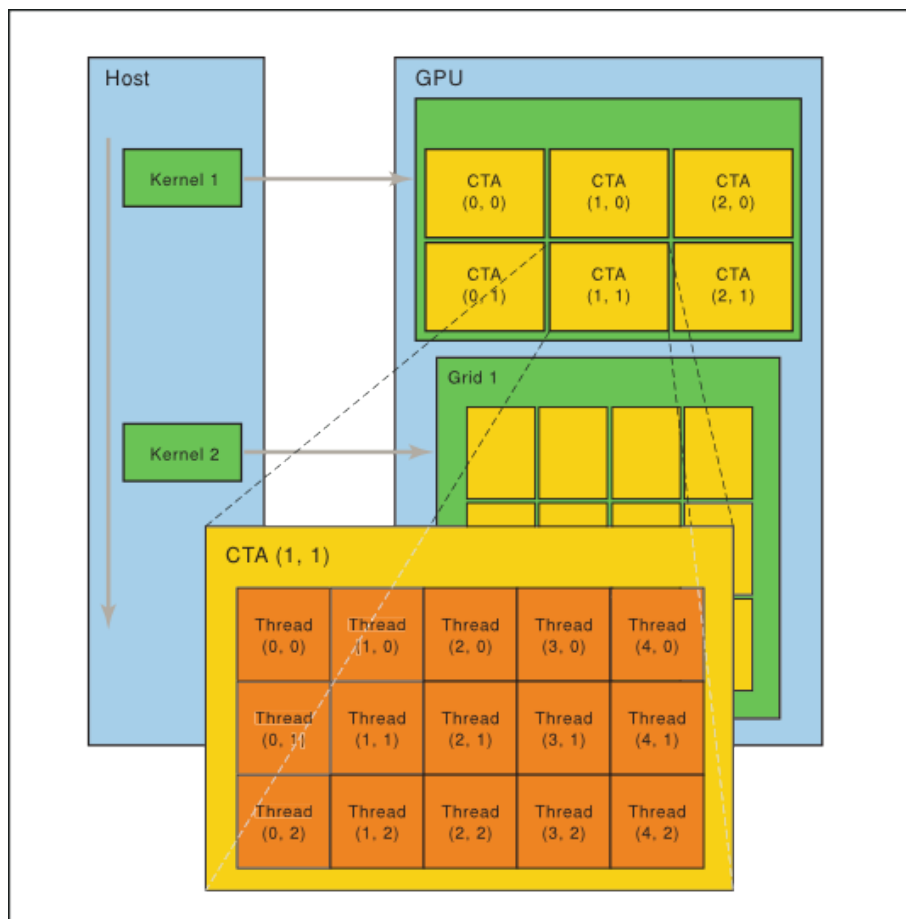 Host
GPU
Kernel 1
CTA
(0, 0)
CTA
(1, 0)
CTA
(2, 0)
CTA
(0, 1)
CTA
(1, 1)
CTA
(2, 1)
Grid 1
Kernel 2
CTA (1, 1)
Thread
(0, 0)
Thread
(1, 0)
Thread
(2, 0)
Thread
(3, 0)
Thread
(4, 0)
Thread
(0, 1)
Thread
(1, 1)
Thread
(2, 1)
Thread
(3, 1)
Thread
(4, 1)
Thread
(0, 2)
Thread
(1, 2)
Thread
(2, 2)
Thread
(3, 2)
Thread
(4, 2)